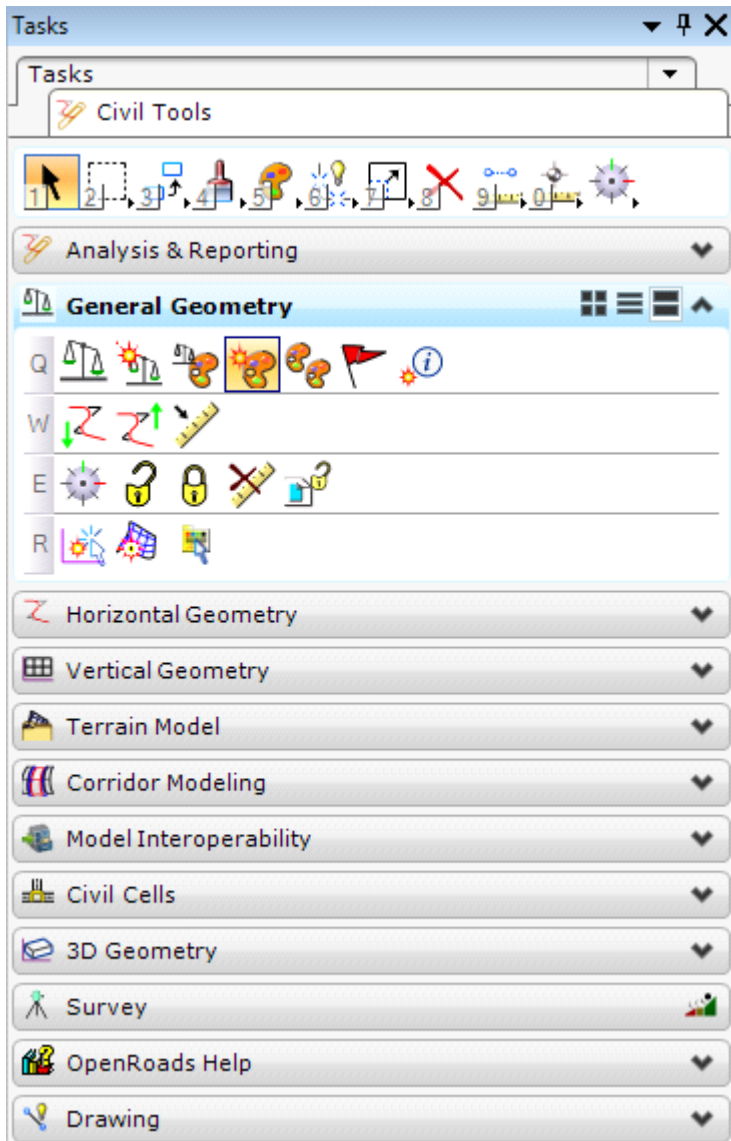 Tasks
Tasks
Civil Tools
1 2 3 4 5 6 7 8 9 0
Analysis & Reporting
General Geometry
Q
W
E
R
Horizontal Geometry
Vertical Geometry
Terrain Model
Corridor Modeling
Model Interoperability
Civil Cells
3D Geometry
Survey
OpenRoads Help
Drawing